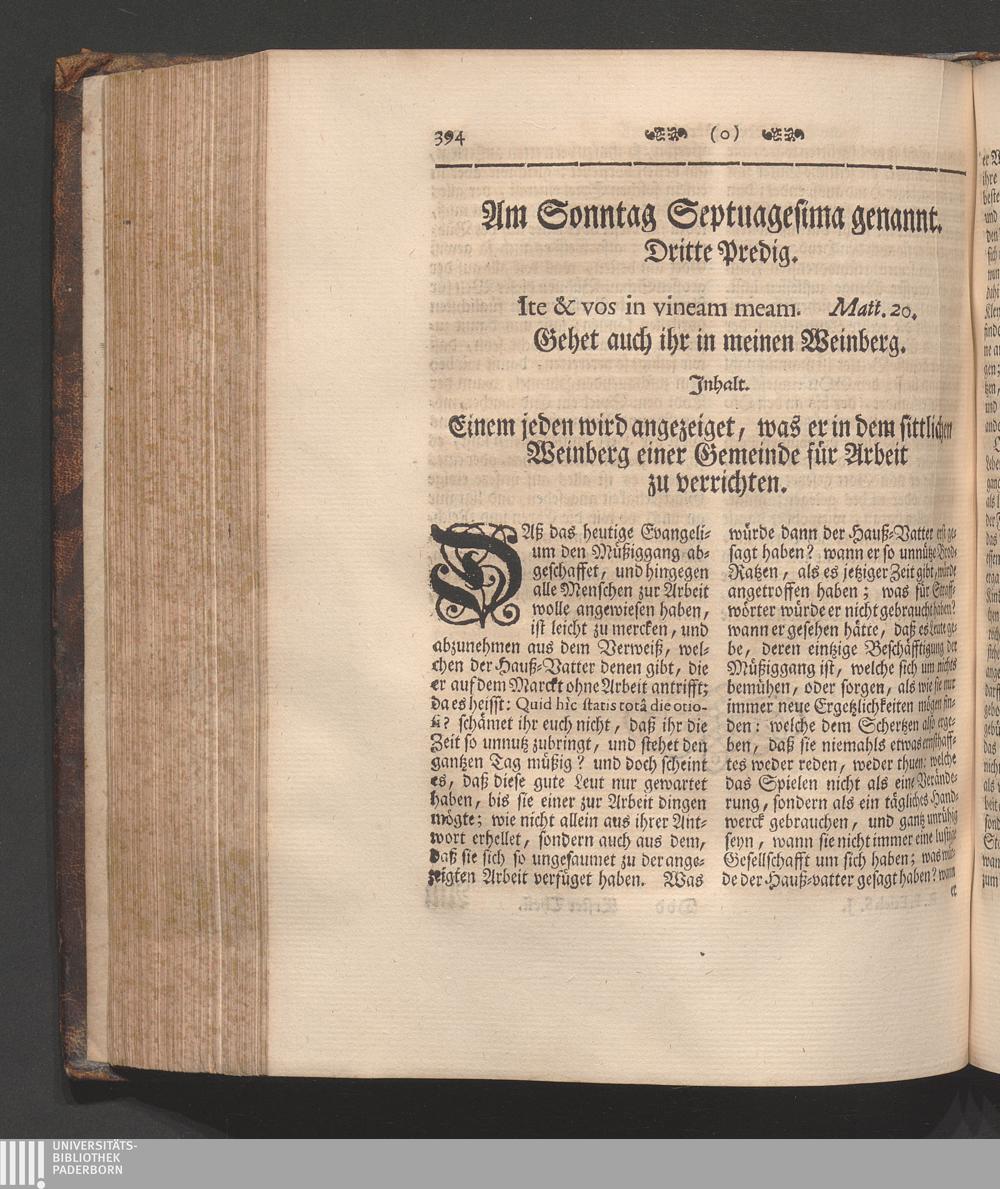 394 (0)
Am Sonntag Septuagesima genannt.
Dritte Predig.
Ite & vos in vineam meam. Matt. 20.
Gehet auch ihr in meinen Weinberg.
Inhalt.
Einem jeden wird angezeiget, was er in dem sittlichen
Weinberg einer Gemeinde für Arbeit
zu verrichten.
DAß das heutige Evangeli-
um den Müßiggang ab-
geschaffet, und hingegen
alle Menschen zur Arbeit
wolle angewiesen haben,
ist leicht zu mercken, und
abzunehmen aus dem Verweiß, wel-
chen der Hauß-Vatter denen gibt, die
er auf dem Marckt ohne Arbeit antrifft;
da es heisst: Quid hìc statis totâ die otio-
si? schämet ihr euch nicht, daß ihr die
Zeit so unnutz zubringt, und stehet den
gantzen Tag müßig? und doch scheint
es, daß diese gute Leut nur gewartet
haben, bis sie einer zur Arbeit dingen
mögte; wie nicht allein aus ihrer Ant-
wort erhellet, sondern auch aus dem,
daß sie sich so ungesaumet zu der ange-
zeigten Arbeit verfüget haben. Was
würde dann der Hauß-Vatter erst ge-
sagt haben? wann er so unnütze Brod-
Ratzen, als es jetziger Zeit gibt, würde
angetroffen haben; was für Straff-
wörter würde er nicht gebraucht haben?
wann er gesehen hätte, daß es Leute ge-
be, deren eintzige Beschäfftigung der
Müßiggang ist, welche sich um nichts
bemühen, oder sorgen, als wie sie nur
immer neue Ergetzlichkeiten mögen fin-
den: welche dem Schertzen also erge-
ben, daß sie niemahls etwas ernsthaff-
tes weder reden, weder thuen: welche
das Spielen nicht als eine Verände-
rung, sondern als ein tägliches Hand-
werck gebrauchen, und gantz unrühig
seyn, wann sie nicht immer eine lustige
Gesellschafft um sich haben; was wür-
de der Hauß-vatter gesagt haben? wann
er
UNIVERSITÄTS-
BIBLIOTHEK
PADERBORN